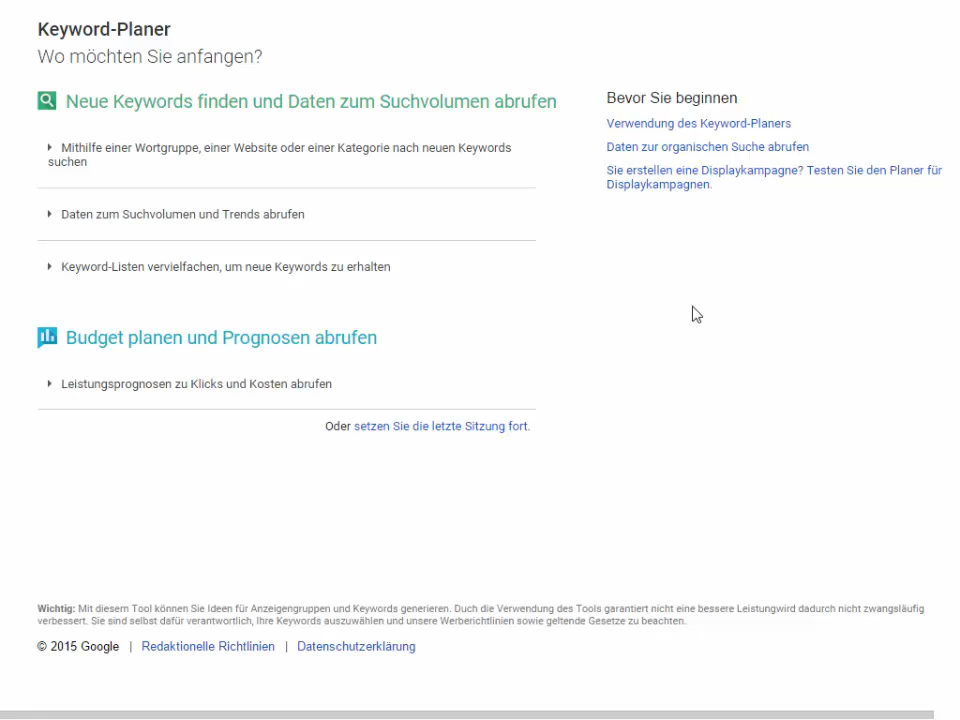 Keyword-Planer
Wo möchten Sie anfangen?
Neue Keywords finden und Daten zum Suchvolumen abrufen
Mithilfe einer Wortgruppe, einer Website oder einer Kategorie nach neuen Keywords
suchen
Daten zum Suchvolumen und Trends abrufen
Keyword-Listen vervielfachen, um neue Keywords zu erhalten
Budget planen und Prognosen abrufen
Leistungsprognosen zu Klicks und Kosten abrufen
Oder setzen Sie die letzte Sitzung fort.
Bevor Sie beginnen
Verwendung des Keyword-Planers
Daten zur organischen Suche abrufen
Sie erstellen eine Displaykampagne? Testen Sie den Planer für
Displaykampagnen.
Wichtig: Mit diesem Tool können Sie Ideen für Anzeigengruppen und Keywords generieren. Duch die Verwendung des Tools garantiert nicht eine bessere Leistungwird dadurch nicht zwangsläufig
verbessert. Sie sind selbst dafür verantwortlich, Ihre Keywords auszuwählen und unsere Werberichtlinien sowie geltende Gesetze zu beachten.
© 2015 Google | Redaktionelle Richtlinien | Datenschutzerklärung